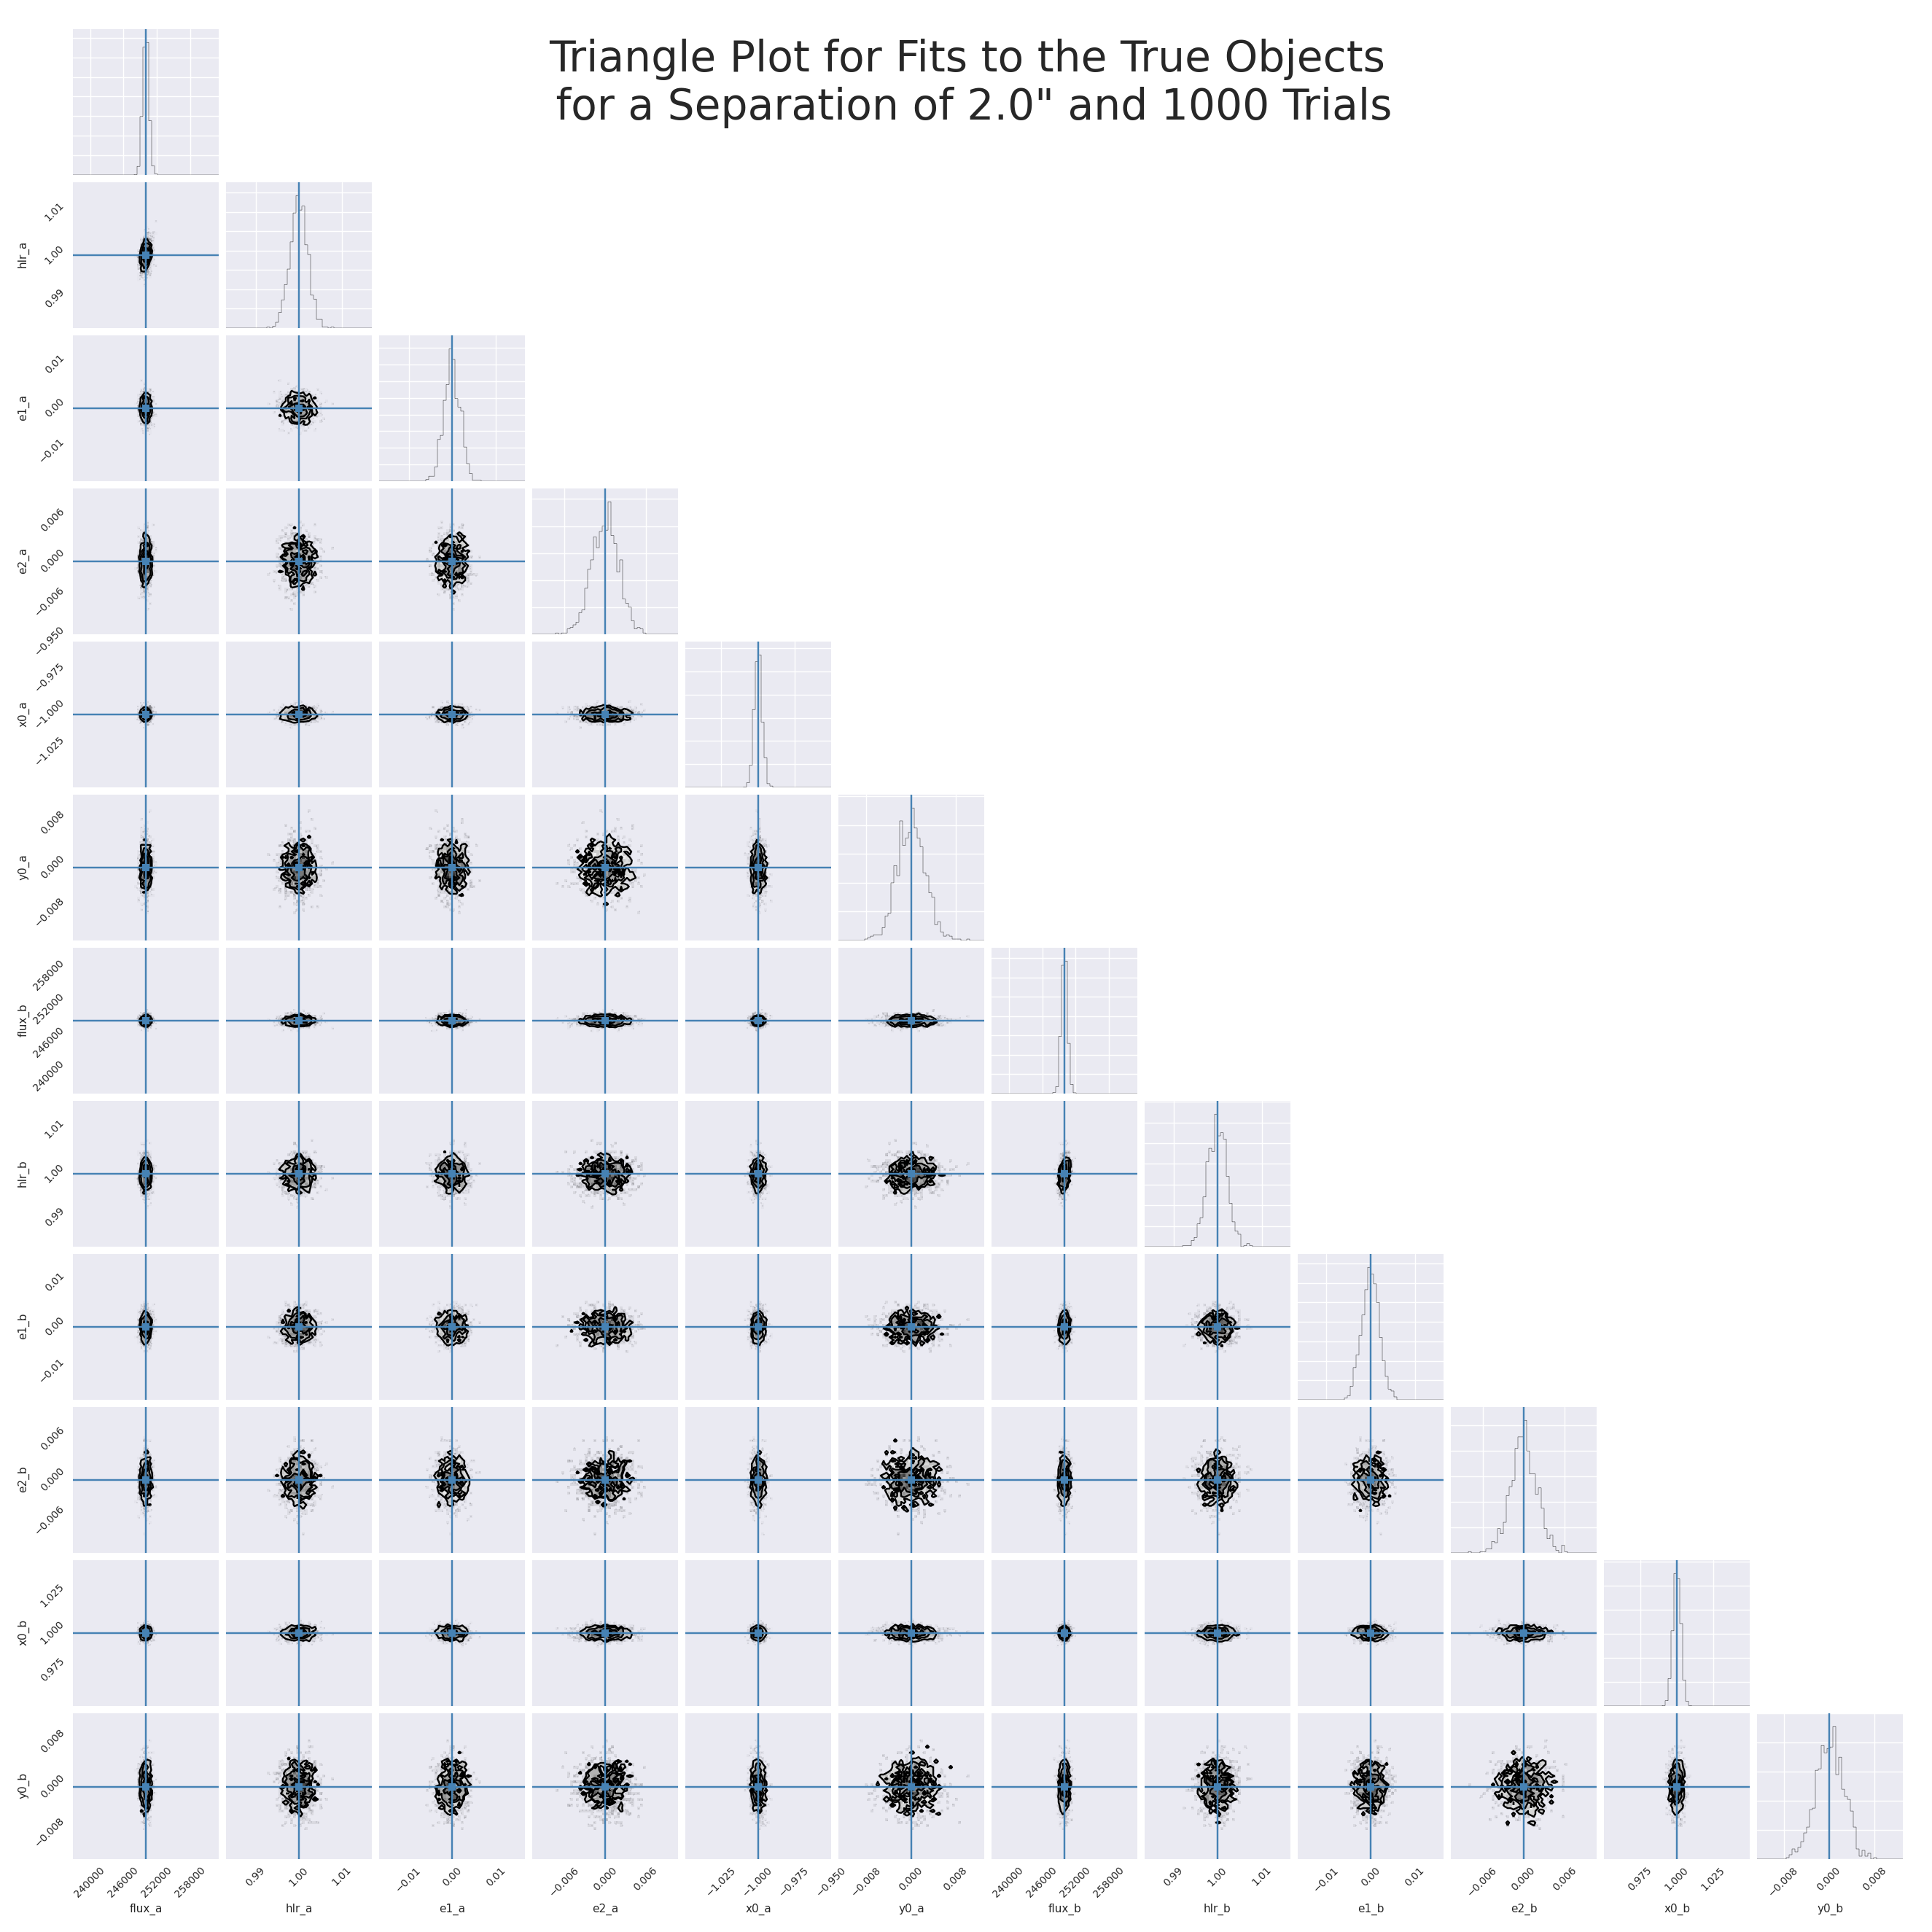 Triangle Plot for Fits to the True Objects
for a Separation of 2.0" and 1000 Trials
hlr_a
1.01
1.00
0.99
e1_a
0.01
0.00
−0.01
e2_a
0.006
0.000
−0.006
x0_a
−0.950
−0.975
−1.000
−1.025
y0_a
0.008
0.000
−0.008
flux_b
258000
252000
246000
240000
hlr_b
1.01
1.00
0.99
e1_b
0.01
0.00
−0.01
e2_b
0.006
0.000
−0.006
x0_b
1.025
1.000
0.975
y0_b
0.008
0.000
−0.008
240000 246000 252000 258000 0.99 1.00 1.01 −0.01 0.00 0.01 −0.006 0.000 0.006 −1.025 −1.000 −0.975 −0.950 −0.008 0.000 0.008 240000 246000 252000 258000 0.99 1.00 1.01 −0.01 0.00 0.01 −0.006 0.000 0.006 0.975 1.000 1.025 −0.008 0.000 0.008
flux_a hlr_a e1_a e2_a x0_a y0_a flux_b hlr_b e1_b e2_b x0_b y0_b